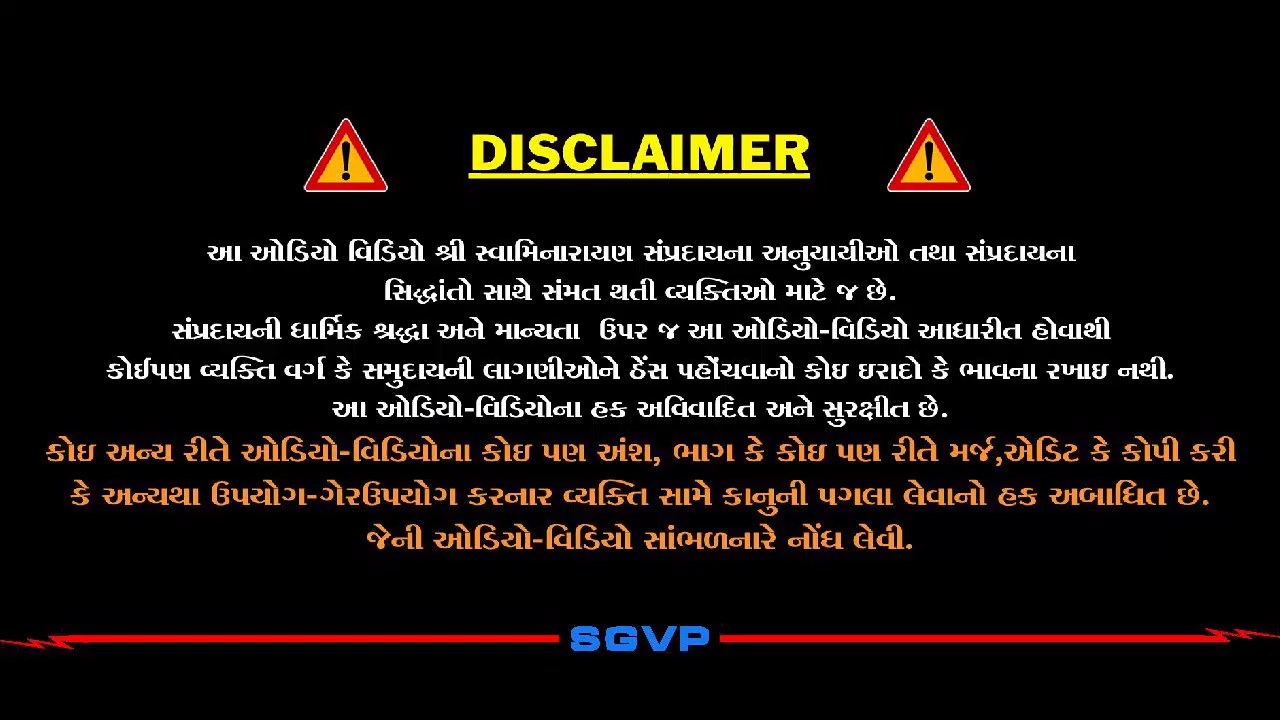 DISCLAIMER
આ ઓડિયો વિડિયો શ્રી સ્વામિનારાયણ સંપ્રદાયના અનુયાયીઓ તથા સંપ્રદાયના
સિદ્ધાંતો સાથે સંમત થતી વ્યક્તિઓ માટે જ છે.
સંપ્રદાયની ધાર્મિક શ્રદ્ધા અને માન્યતા ઉપર જ આ ઓડિયો-વિડિયો આધારીત હોવાથી
કોઈપણ વ્યક્તિ વર્ગ કે સમુદાયની લાગણીઓને ઠેંસ પહોંચવાનો કોઇ ઇરાદો કે ભાવના રખાઇ નથી.
આ ઓડિયો-વિડિયોના હક અવિવાદિત અને સુરક્ષીત છે.
કોઇ અન્ય રીતે ઓડિયો-વિડિયોના કોઇ પણ અંશ, ભાગ કે કોઇ પણ રીતે મર્જ,એડિટ કે કોપી કરી
કે અન્યથા ઉપયોગ-ગેરઉપયોગ કરનાર વ્યક્તિ સામે કાનુની પગલા લેવાનો હક અબાધિત છે.
જેની ઓડિયો-વિડિયો સાંભળનારે નોંધ લેવી.
SGVP